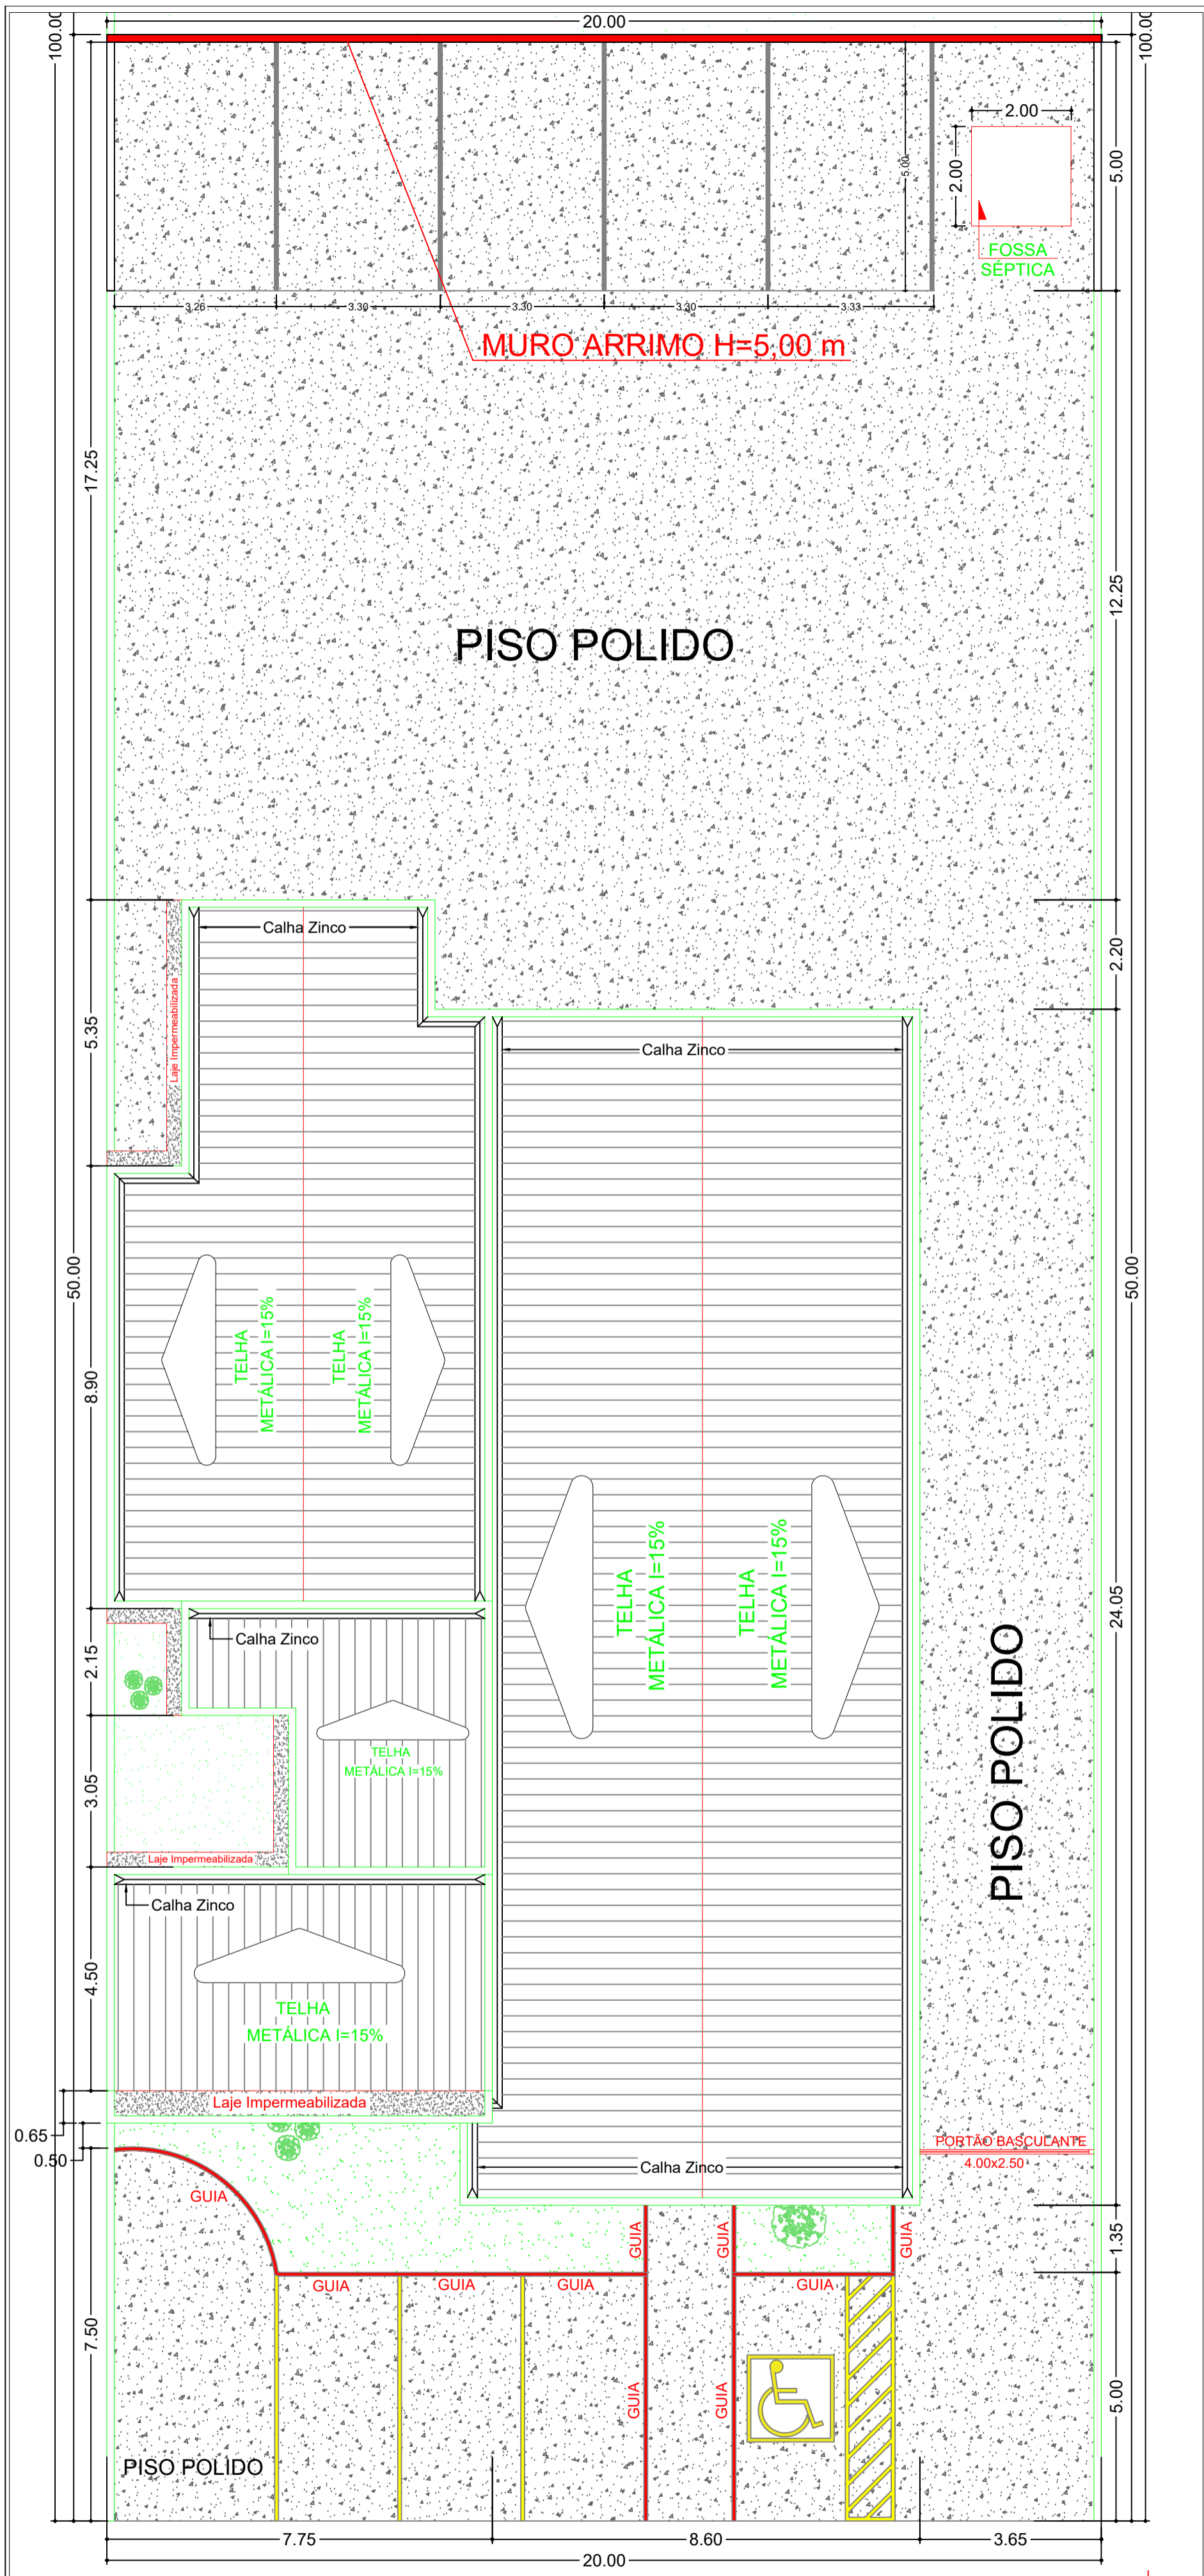 20.00
100.00
100.00
2.00
2.00
5.00
5.00
FOSSA
SÉPTICA
3.26
3.30
3.30
3.30
3.33
MURO ARRIMO H=5,00 m
17.25
12.25
PISO POLIDO
Calha Zinco
2.20
Laje Impermeabilizada
5.35
Calha Zinco
50.00
50.00
8.90
TELHA
METÁLICA I=15%
TELHA
METÁLICA I=15%
TELHA
METÁLICA I=15%
TELHA
METÁLICA I=15%
24.05
Calha Zinco
2.15
PISO POLIDO
TELHA
METÁLICA I=15%
3.05
Laje Impermeabilizada
Calha Zinco
4.50
TELHA
METÁLICA I=15%
Laje Impermeabilizada
0.65
0.50
PORTÃO BASCULANTE
4.00x2.50
Calha Zinco
GUIA
GUIA
GUIA
GUIA
1.35
GUIA
GUIA
GUIA
GUIA
7.50
GUIA
GUIA
5.00
PISO POLIDO
7.75
8.60
3.65
20.00